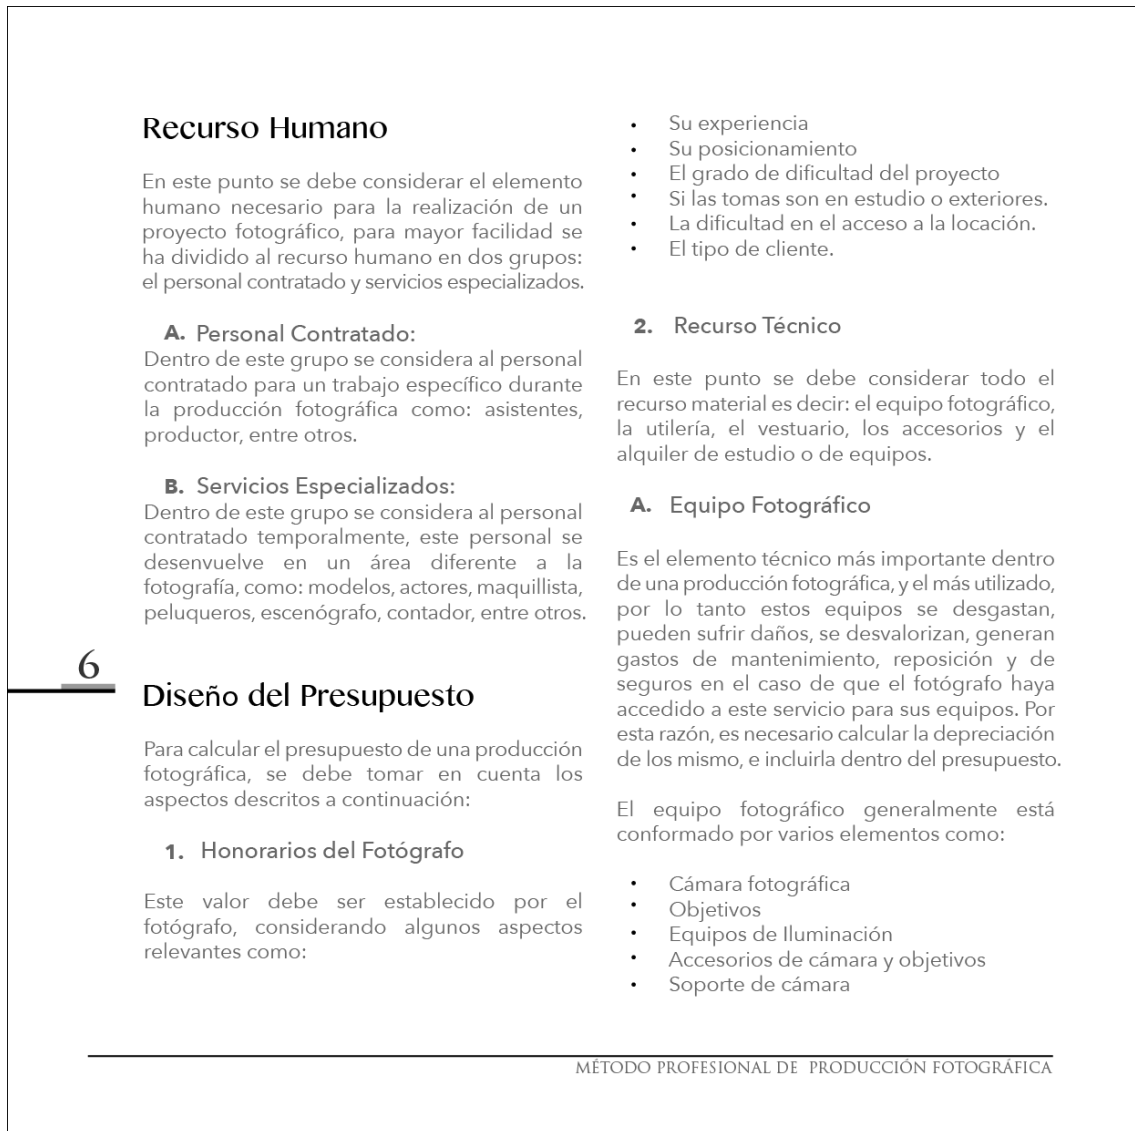 Recurso Humano
En este punto se debe considerar el elemento
humano necesario para la realización de un
proyecto fotográfico, para mayor facilidad se
ha dividido al recurso humano en dos grupos:
el personal contratado y servicios especializados.
A. Personal Contratado:
Dentro de este grupo se considera al personal
contratado para un trabajo específico durante
la producción fotográfica como: asistentes,
productor, entre otros.
B. Servicios Especializados:
Dentro de este grupo se considera al personal
contratado temporalmente, este personal se
desenvuelve en un área diferente a la
fotografía, como: modelos, actores, maquillista,
peluqueros, escenógrafo, contador, entre otros.
6
Diseño del Presupuesto
Para calcular el presupuesto de una producción
fotográfica, se debe tomar en cuenta los
aspectos descritos a continuación:
1. Honorarios del Fotógrafo
Este valor debe ser establecido por el
fotógrafo, considerando algunos aspectos
relevantes como:
• Su experiencia
• Su posicionamiento
• El grado de dificultad del proyecto
• Si las tomas son en estudio o exteriores.
• La dificultad en el acceso a la locación.
• El tipo de cliente.
2. Recurso Técnico
En este punto se debe considerar todo el
recurso material es decir: el equipo fotográfico,
la utilería, el vestuario, los accesorios y el
alquiler de estudio o de equipos.
A. Equipo Fotográfico
Es el elemento técnico más importante dentro
de una producción fotográfica, y el más utilizado,
por lo tanto estos equipos se desgastan,
pueden sufrir daños, se desvalorizan, generan
gastos de mantenimiento, reposición y de
seguros en el caso de que el fotógrafo haya
accedido a este servicio para sus equipos. Por
esta razón, es necesario calcular la depreciación
de los mismo, e incluirla dentro del presupuesto.
El equipo fotográfico generalmente está
conformado por varios elementos como:
• Cámara fotográfica
• Objetivos
• Equipos de Iluminación
• Accesorios de cámara y objetivos
• Soporte de cámara
MÉTODO PROFESIONAL DE PRODUCCIÓN FOTOGRÁFICA